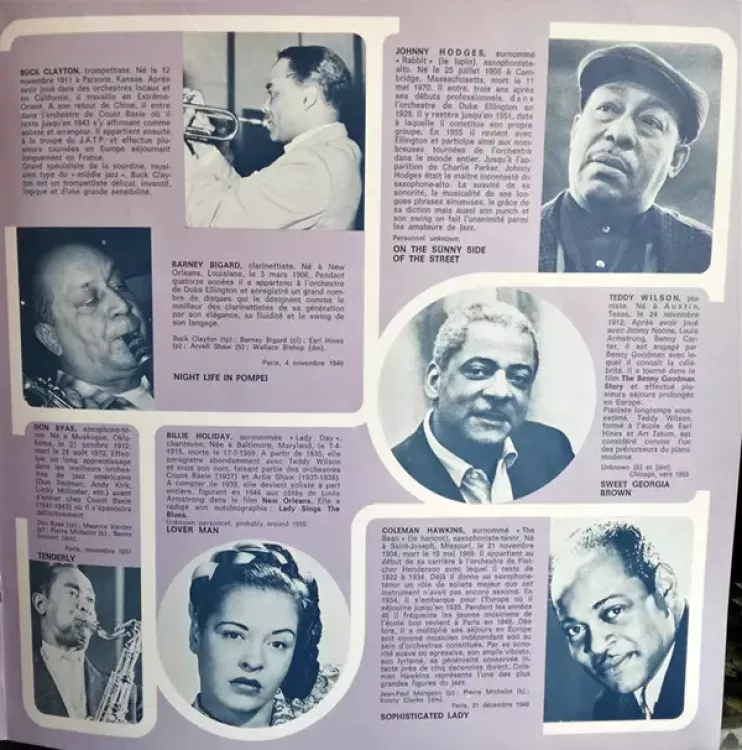 BUCK CLAYTON, trompettiste. Né le 12
novembre 1911 à Parsons, Kansas. Après
avoir joué dans des orchestres locaux et
en Californie, il travaille en Extrême-
Orient. A son retour de Chine, il entre
dans l'orchestre de Count Basie où il
resta jusqu'en 1943 s'y affirmant comme
soliste et arrangeur. Il appartient ensuite
à la troupe du J.A.T.P. et effectue plu-
sieurs tournées en Europe séjournant
longuement en France.
Grand spécialiste de la sourdine, musi-
cien type du « middle jazz », Buck Clay-
ton est un trompettiste délicat, inventif,
logique et d'une grande sensibilité.
JOHNNY HODGES, surnommé
« Rabbit » (le lapin), saxophoniste-
alto. Né le 25 juillet 1906 à Cam-
bridge, Massachusetts, mort le 11
mai 1970. Il entre, trois ans après
ses débuts professionnels, dans
l'orchestre de Duke Ellington en
1928. Il y restera jusqu'en 1951, date
à laquelle il constitue son propre
groupe. En 1955 il revient avec
Ellington et participe ainsi aux nom-
breuses tournées de l'orchestre
dans le monde entier. Jusqu'à l'ap-
parition de Charlie Parker, Johnny
Hodges était le maître incontesté du
saxophone-alto. La suavité de sa
sonorité, la musicalité de ses lon-
gues phrases sinueuses, le grâce de
sa diction mais aussi son punch et
son swing on fait l'unanimité parmi
les amateurs de jazz.
Personnel unknown.
ON THE SUNNY SIDE
OF THE STREET
BARNEY BIGARD, clarinettiste. Né à New
Orleans, Louisiane, le 3 mars 1906. Pendant
quatorze années il a appartenu à l'orchestre
de Duke Ellington et enregistré un grand nom-
bre de disques qui le désignent comme le
meilleur des clarinettistes de sa génération
par son élégance, sa fluidité et le swing de
son langage.
Buck Clayton (tp) ; Barney Bigard (cl) ; Earl Hines
(p) ; Arvell Shaw (b) ; Wallace Bishop (dm).
Paris, 4 novembre 1949
NIGHT LIFE IN POMPEI
TEDDY WILSON, pia-
niste. Né à Austin,
Texas, le 24 novembre
1912. Après avoir joué
avec Jimmy Noone, Louis
Armstrong, Benny Car-
ter, il est engagé par
Benny Goodman avec le-
quel il connaît la célé-
brité. Il a tourné dans le
film The Benny Goodman
Story et effectué plu-
sieurs séjours prolongés
en Europe.
Pianiste longtemps sous-
estimé, Teddy Wilson,
formé à l'école de Earl
Hines et Art Tatum, est
considéré comme l'un
des précurseurs du piano
moderne.
Unknown (b) et (dm).
Chicago, vers 1955
SWEET GEORGIA
BROWN
DON BYAS, saxophone-té-
nor. Né à Muskogee, Okla-
homa, le 21 octobre 1912,
mort le 24 août 1972. Effec-
tue un long apprentissage
dans les meilleurs orches-
tres de jazz américains
(Don Redman, Andy Kirk,
Lucky Millinder, etc.) avant
d'entrer chez Count Basie
(1941-1943) où il s'épanouira
définitivement.
Don Byas (ts) ; Maurice Vander
(p) ; Pierre Michelot (b) ; Benny
Bennett (dm).
Paris, novembre 1951
TENDERLY
BILLIE HOLIDAY, surnommée « Lady Day »,
chanteuse. Née à Baltimore, Maryland, le 7-4-
1915, morte le 17-7-1959. A partir de 1935, elle
enregistre abondamment avec Teddy Wilson
et sous son nom, faisant partie des orchestres
Count Basie (1937) et Artie Shaw (1937-1938).
A compter de 1939, elle devient soliste à part
entière, figurant en 1946 aux côtés de Louis
Armstrong dans le film New Orleans. Elle a
rédigé son autobiographie : Lady Sings The
Blues.
Unknown personnel, probably around 1955
LOVER MAN
COLEMAN HAWKINS, surnommé « The
Bean » (le haricot), saxophoniste-ténor. Né
à Saint-Joseph, Missouri, le 21 novembre
1904, mort le 19 mai 1969. Il appartient au
début de sa carrière à l'orchestre de Flet-
cher Henderson avec lequel il reste de
1922 à 1934. Déjà il donne au saxophone-
ténor un rôle de soliste majeur que cet
instrument n'avait pas encore assimé. En
1934, il s'embarque pour l'Europe où il
séjourne jusqu'en 1939. Pendant les années
40 il fréquente les jeunes musiciens de
l'école bop revient à Paris en 1948. Dès
lors, il a multiplié ses séjours en Europe
soit comme musicien indépendant soit au
sein d'orchestres constitués. Par sa sono-
rité suave ou agressive, son ample vibrato,
son lyrisme, sa générosité conservée in-
tacte près de cinq décennies durant, Cole-
man Hawkins représente l'une des plus
grandes figures du jazz.
Jean-Paul Mengeon (p) ; Pierre Michelot (b) ;
Kenny Clarke (dm).
Paris, 21 décembre 1949
SOPHISTICATED LADY